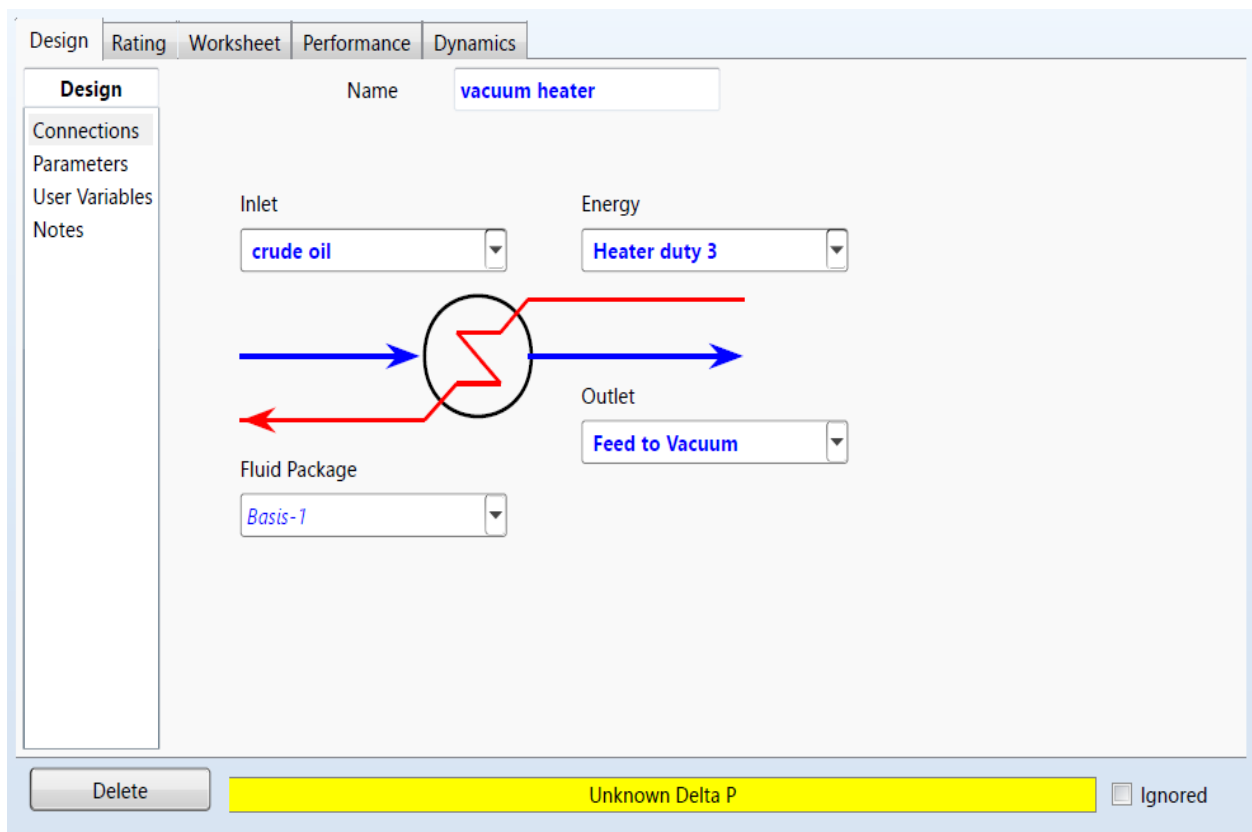 Design Rating Worksheet Performance Dynamics
Design
Connections
Parameters
User Variables
Notes
Name vacuum heater
Inlet Energy
crude oil Heater duty 3
Outlet
Feed to Vacuum
Fluid Package
Basis-1
Delete Unknown Delta P Ignored